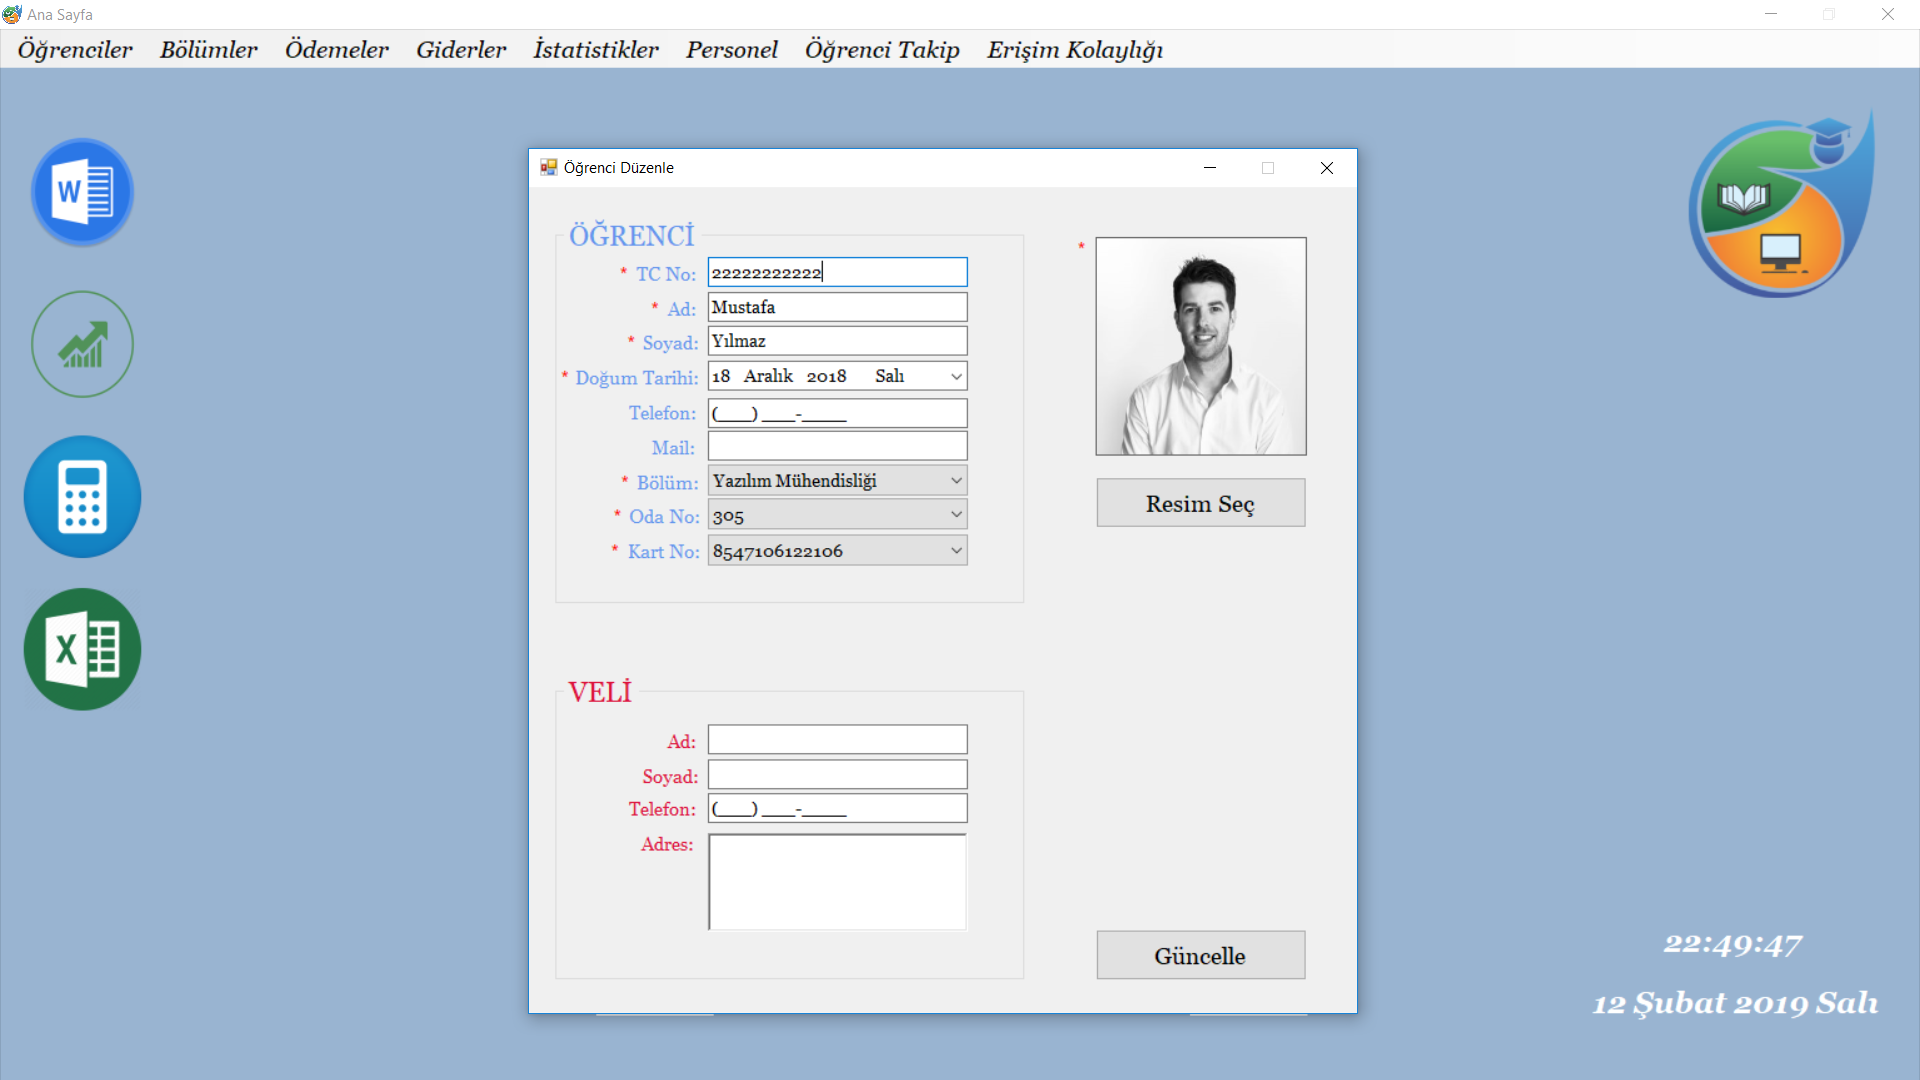 Ana Sayfa
Öğrenciler Bölümler Ödemeler Giderler İstatistikler Personel Öğrenci Takip Erişim Kolaylığı
Öğrenci Düzenle
ÖĞRENCİ
* TC No: 22222222222
* Ad: Mustafa
* Soyad: Yılmaz
* Doğum Tarihi: 18 Aralık 2018 Salı
Telefon: (___) ___-____
Mail:
* Bölüm: Yazılım Mühendisliği
* Oda No: 305
* Kart No: 8547106122106
*
Resim Seç
VELİ
Ad:
Soyad:
Telefon: (___) ___-____
Adres:
Güncelle
W
X
22:49:47
12 Şubat 2019 Salı